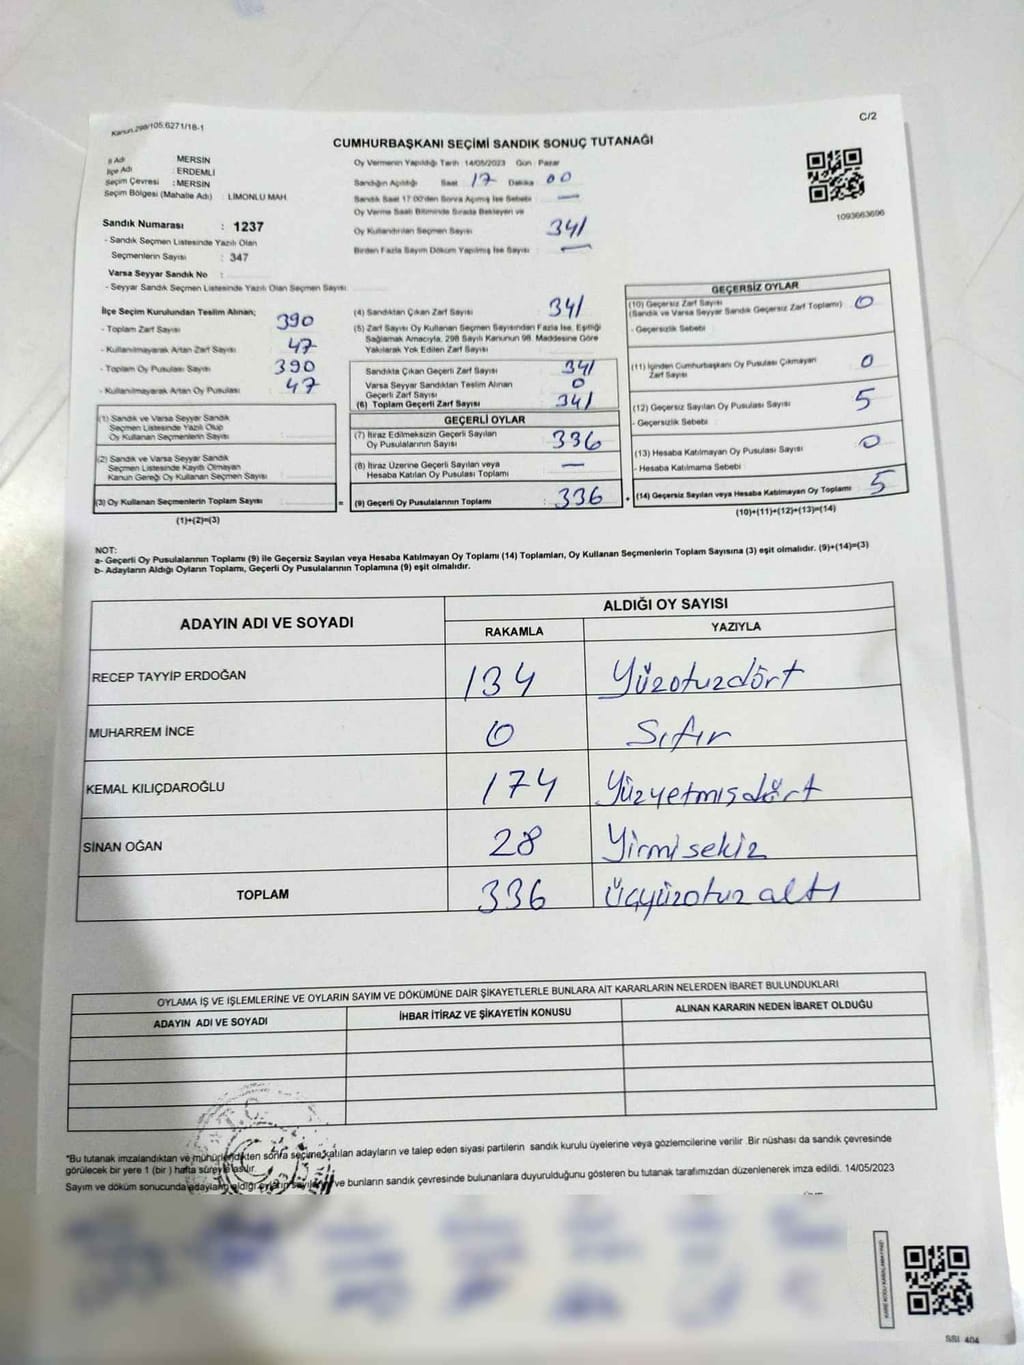 Kanun.298/105.6271/18-1
C/2
CUMHURBAŞKANI SEÇİMİ SANDIK SONUÇ TUTANAĞI
İl Adı MERSİN
İlçe Adı : ERDEMLİ
Seçim Çevresi : MERSİN
Seçim Bölgesi (Mahalle Adı) LİMONLU MAH
Sandık Numarası : 1237
- Sandık Seçmen Listesinde Yazılı Olan
Seçmenlerin Sayısı : 347
Varsa Seyyar Sandık No :
- Seyyar Sandık Seçmen Listesinde Yazılı Olan Seçmen Sayısı
Oy Vermenin Yapıldığı Tarih 14/05/2023 Gün : Pazar
Sandığın Açıldığı Saat 17 Dakika 00
Sandık Saat 17.00'den Sonra Açılmış İse Sebebi —
Oy Verme Saati Bitiminde Sırada Bekleyen ve
Oy Kullandırılan Seçmen Sayısı 341
Birden Fazla Sayım Döküm Yapılmış İse Sayısı —
1093663696
İlçe Seçim Kurulundan Teslim Alınan;
- Toplam Zarf Sayısı 390
- Kullanılmayarak Artan Zarf Sayısı 47
- Toplam Oy Pusulası Sayısı 390
- Kullanılmayarak Artan Oy Pusulası 47
(1) Sandık ve Varsa Seyyar Sandık
Seçmen Listesinde Yazılı Olup
Oy Kullanan Seçmenlerin Sayısı :
(2) Sandık ve Varsa Seyyar Sandık
Seçmen Listesinde Kayıtlı Olmayan
Kanun Gereği Oy Kullanan Seçmen Sayısı :
(3) Oy Kullanan Seçmenlerin Toplam Sayısı :
(1)+(2)=(3)
(4) Sandıktan Çıkan Zarf Sayısı 341
(5) Zarf Sayısı Oy Kullanan Seçmen Sayısından Fazla İse, Eşitliği
Sağlamak Amacıyla, 298 Sayılı Kanunun 98. Maddesine Göre
Yakılarak Yok Edilen Zarf Sayısı
Sandıkta Çıkan Geçerli Zarf Sayısı 341
Varsa Seyyar Sandıktan Teslim Alınan
Geçerli Zarf Sayısı 0
(6) Toplam Geçerli Zarf Sayısı 341
GEÇERLİ OYLAR
(7) İtiraz Edilmeksizin Geçerli Sayılan
Oy Pusulalarının Sayısı 336
(8) İtiraz Üzerine Geçerli Sayılan veya
Hesaba Katılan Oy Pusulası Toplamı —
= (9) Geçerli Oy Pusulalarının Toplamı : 336
GEÇERSİZ OYLAR
(10) Geçersiz Zarf Sayısı
(Sandık ve Varsa Seyyar Sandık Geçersiz Zarf Toplamı) 0
- Geçersizlik Sebebi
(11) İçinden Cumhurbaşkanı Oy Pusulası Çıkmayan
Zarf Sayısı 0
(12) Geçersiz Sayılan Oy Pusulası Sayısı 5
- Geçersizlik Sebebi
(13) Hesaba Katılmayan Oy Pusulası Sayısı 0
- Hesaba Katılmama Sebebi
+ (14) Geçersiz Sayılan veya Hesaba Katılmayan Oy Toplamı 5
(10)+(11)+(12)+(13)=(14)
NOT:
a- Geçerli Oy Pusulalarının Toplamı (9) ile Geçersiz Sayılan veya Hesaba Katılmayan Oy Toplamı (14) Toplamları, Oy Kullanan Seçmenlerin Toplam Sayısına (3) eşit olmalıdır. (9)+(14)=(3)
b- Adayların Aldığı Oyların Toplamı, Geçerli Oy Pusulalarının Toplamına (9) eşit olmalıdır.
ADAYIN ADI VE SOYADI
ALDIĞI OY SAYISI
RAKAMLA YAZIYLA
RECEP TAYYİP ERDOĞAN 134 Yüzotuzdört
MUHARREM İNCE 0 Sıfır
KEMAL KILIÇDAROĞLU 174 Yüzyetmişdört
SİNAN OĞAN 28 Yirmisekiz
TOPLAM 336 Üçyüzotuz altı
OYLAMA İŞ VE İŞLEMLERİNE VE OYLARIN SAYIM VE DÖKÜMÜNE DAİR ŞİKAYETLERLE BUNLARA AİT KARARLARIN NELERDEN İBARET BULUNDUKLARI
ADAYIN ADI VE SOYADI İHBAR İTİRAZ VE ŞİKAYETİN KONUSU ALINAN KARARIN NEDEN İBARET OLDUĞU
*Bu tutanak imzalandıktan ve mühürlendikten sonra seçime katılan adayların ve talep eden siyasi partilerin sandık kurulu üyelerine veya gözlemcilerine verilir .Bir nüshası da sandık çevresinde
görülecek bir yere 1 (bir ) hafta süreyle asılır.
Sayım ve döküm sonucunda adayların aldığı oyların sayıları ve bunların sandık çevresinde bulunanlara duyurulduğunu gösteren bu tutanak tarafımızdan düzenlenerek imza edildi. 14/05/2023
SSI 404